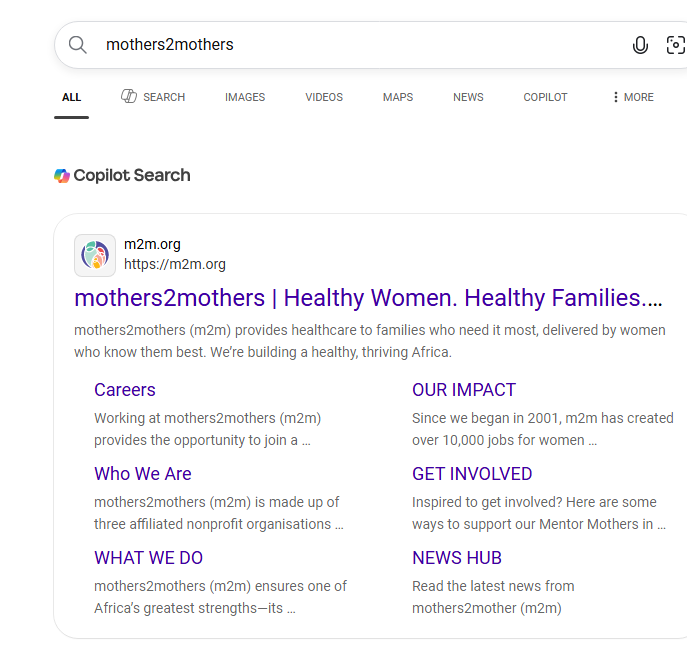 mothers2mothers
ALL SEARCH IMAGES VIDEOS MAPS NEWS COPILOT MORE
Copilot Search
m2m.org
https://m2m.org
mothers2mothers | Healthy Women. Healthy Families.…
mothers2mothers (m2m) provides healthcare to families who need it most, delivered by women
who know them best. We’re building a healthy, thriving Africa.
Careers
Working at mothers2mothers (m2m)
provides the opportunity to join a …
OUR IMPACT
Since we began in 2001, m2m has created
over 10,000 jobs for women …
Who We Are
mothers2mothers (m2m) is made up of
three affiliated nonprofit organisations …
GET INVOLVED
Inspired to get involved? Here are some
ways to support our Mentor Mothers in …
WHAT WE DO
mothers2mothers (m2m) ensures one of
Africa’s greatest strengths—its …
NEWS HUB
Read the latest news from
mothers2mother (m2m)